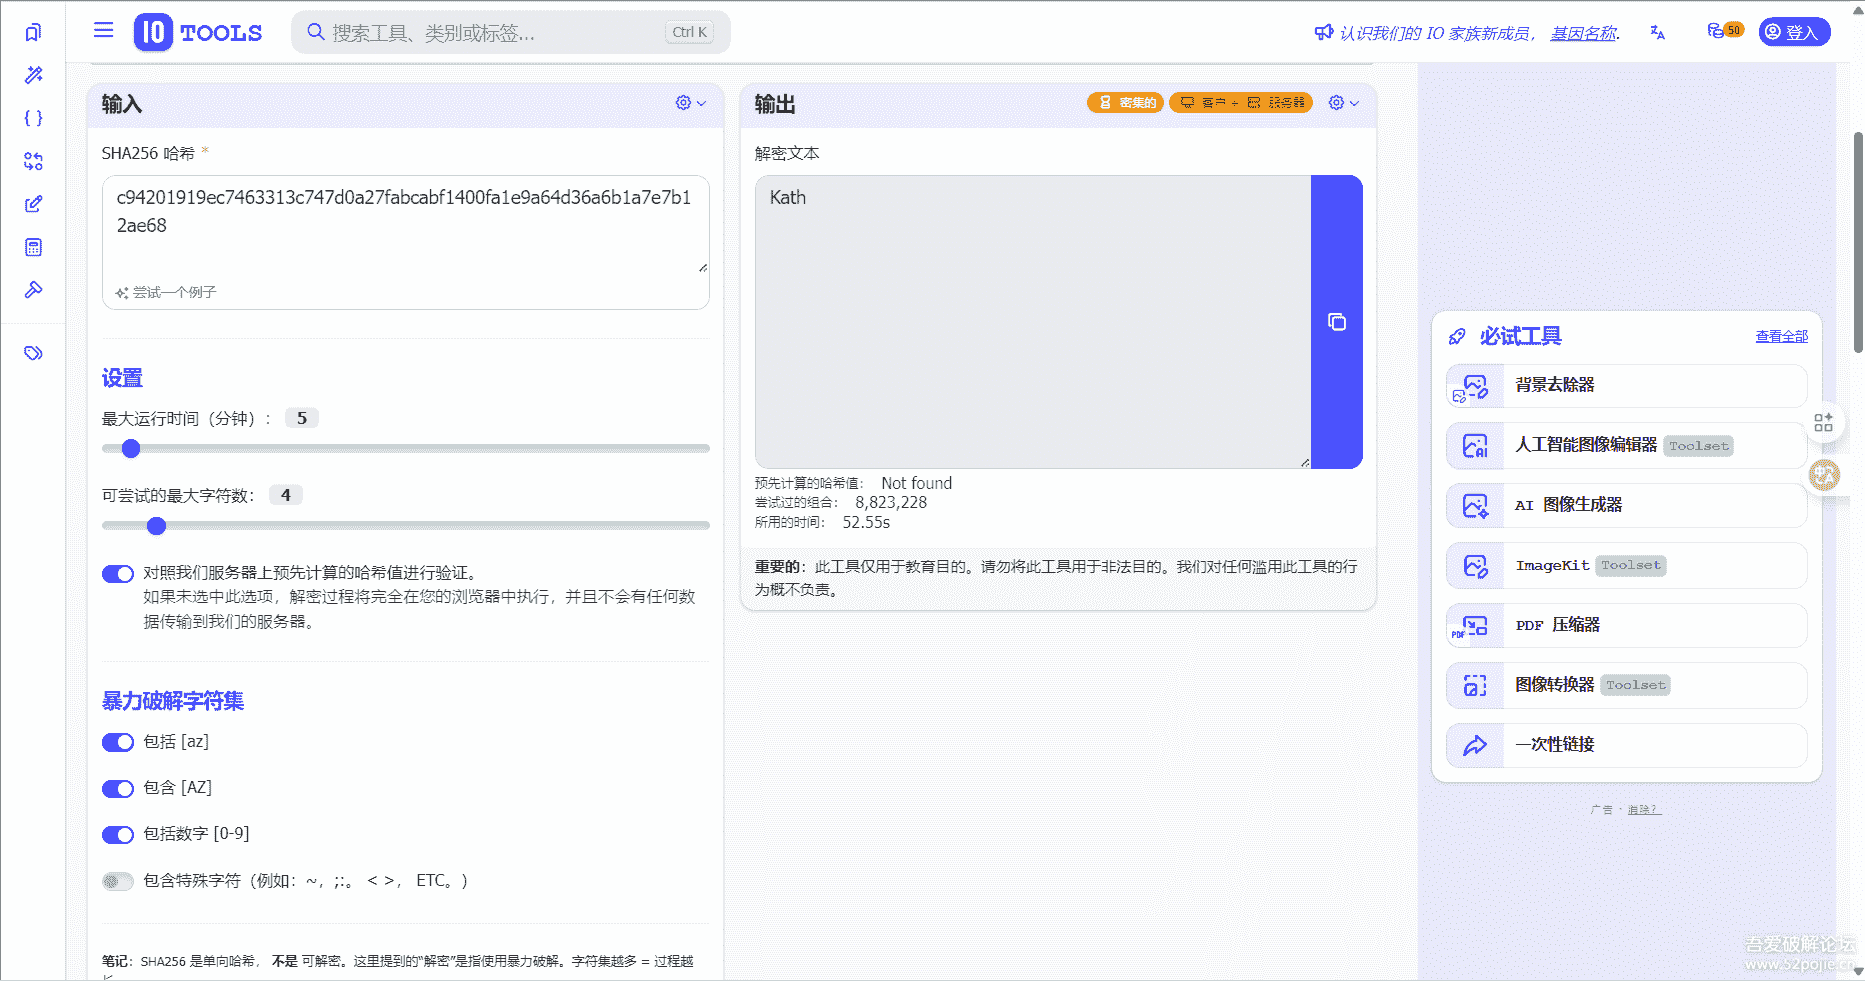 IO TOOLS
搜索工具、类别或标签...
Ctrl K
认识我们的 IO 家族新成员， 基因名称.
50
登入
输入
SHA256 哈希 *
c94201919ec7463313c747d0a27fabcabf1400fa1e9a64d36a6b1a7e7b1
2ae68
尝试一个例子
设置
最大运行时间（分钟）： 5
可尝试的最大字符数： 4
对照我们服务器上预先计算的哈希值进行验证。
如果未选中此选项，解密过程将完全在您的浏览器中执行，并且不会有任何数
据传输到我们的服务器。
暴力破解字符集
包括 [az]
包含 [AZ]
包括数字 [0-9]
包含特殊字符（例如：~，;:。 < >， ETC。）
笔记：SHA256 是单向哈希， 不是 可解密。这里提到的“解密”是指使用暴力破解。字符集越多 = 过程越
输出
密集的
客户 + 服务器
解密文本
Kath
预先计算的哈希值： Not found
尝试过的组合： 8,823,228
所用的时间： 52.55s
重要的：此工具仅用于教育目的。请勿将此工具用于非法目的。我们对任何滥用此工具的行
为概不负责。
必试工具
查看全部
背景去除器
人工智能图像编辑器 Toolset
AI 图像生成器
ImageKit Toolset
PDF 压缩器
图像转换器 Toolset
一次性链接
广告 · 消除？
吾爱破解论坛
www.52pojie.cn